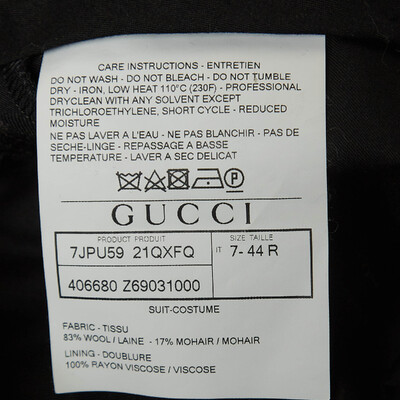 CARE INSTRUCTIONS - ENTRETIEN
DO NOT WASH - DO NOT BLEACH - DO NOT TUMBLE
DRY - IRON, LOW HEAT 110°C (230F) - PROFESSIONAL
DRYCLEAN WITH ANY SOLVENT EXCEPT
TRICHLOROETHYLENE, SHORT CYCLE - REDUCED
MOISTURE
NE PAS LAVER A L'EAU - NE PAS BLANCHIR - PAS DE
SECHE-LINGE - REPASSAGE A BASSE
TEMPERATURE - LAVER A SEC DELICAT
P
GUCCI
PRODUCT PRODUIT SIZE TAILLE
7JPU59 21QXFQ IT 7- 44 R
406680 Z69031000
SUIT-COSTUME
FABRIC - TISSU
83% WOOL / LAINE - 17% MOHAIR / MOHAIR
LINING - DOUBLURE
100% RAYON VISCOSE / VISCOSE